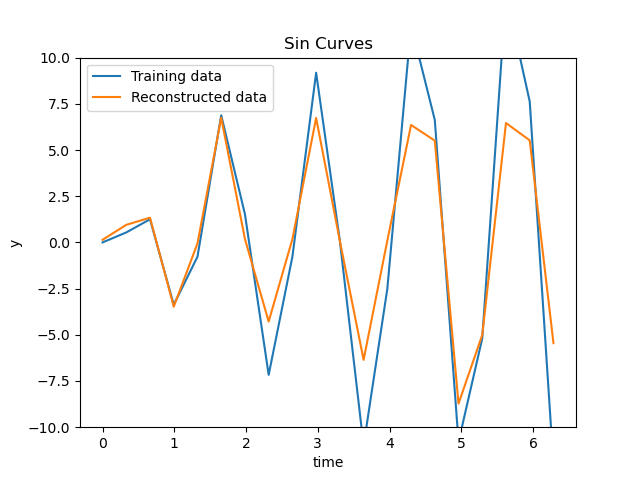 Sin Curves
Training data
Reconstructed data
10.0
7.5
5.0
2.5
0.0
−2.5
−5.0
−7.5
−10.0
y
0 1 2 3 4 5 6
time